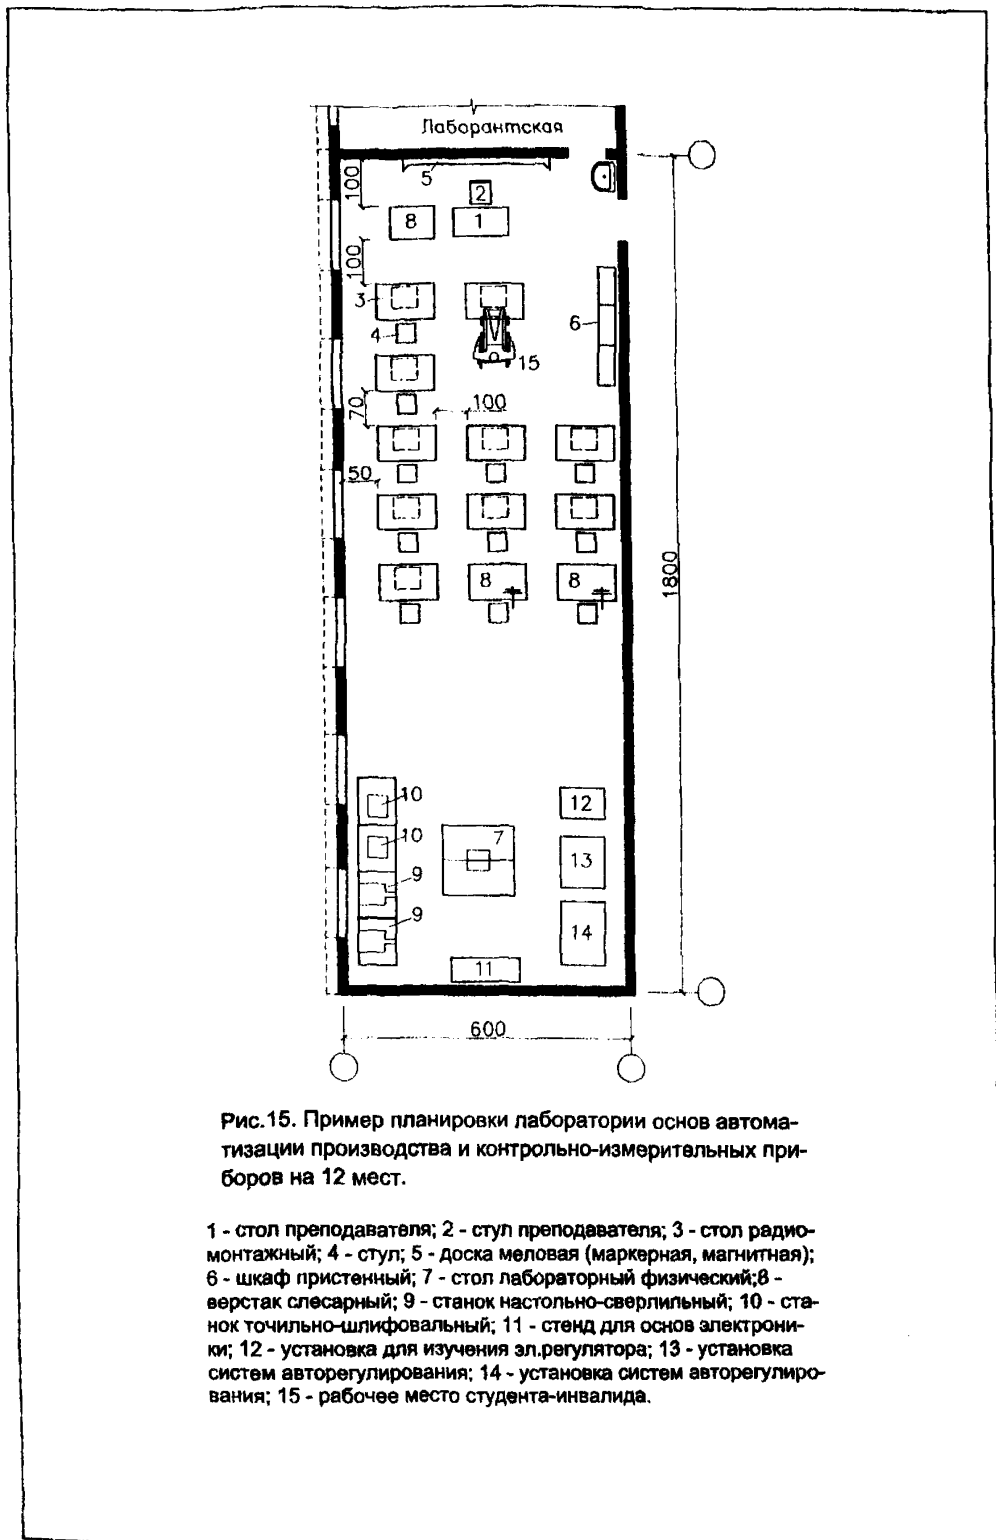 Лаборантская
5
100
2
8
1
100
3
6
4
15
70
100
50
8
8
1800
10
12
10
7
13
9
9
14
11
600
Рис.15. Пример планировки лаборатории основ автома-
тизации производства и контрольно-измерительных при-
боров на 12 мест.
1 - стол преподавателя; 2 - стул преподавателя; 3 - стол радио-
монтажный; 4 - стул; 5 - доска меловая (маркерная, магнитная);
6 - шкаф пристенный; 7 - стол лабораторный физический;8 -
верстак слесарный; 9 - станок настольно-сверлильный; 10 - ста-
нок точильно-шлифовальный; 11 - стенд для основ электрони-
ки; 12 - установка для изучения эл.регулятора; 13 - установка
систем авторегулирования; 14 - установка систем авторегулиро-
вания; 15 - рабочее место студента-инвалида.